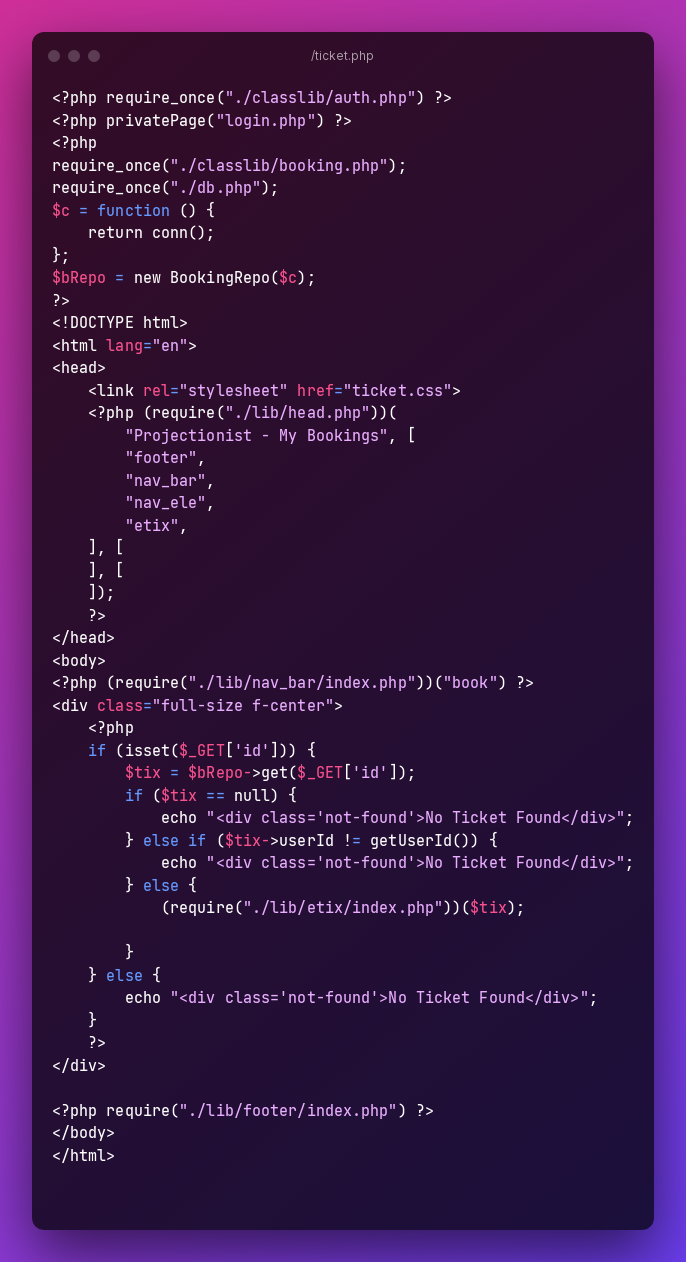 /ticket.php
<?php require_once("./classlib/auth.php") ?>
<?php privatePage("login.php") ?>
<?php
require_once("./classlib/booking.php");
require_once("./db.php");
$c = function () {
    return conn();
};
$bRepo = new BookingRepo($c);
?>
<!DOCTYPE html>
<html lang="en">
<head>
    <link rel="stylesheet" href="ticket.css">
    <?php (require("./lib/head.php"))(
        "Projectionist - My Bookings", [
        "footer",
        "nav_bar",
        "nav_ele",
        "etix",
    ], [
    ], [
    ]);
    ?>
</head>
<body>
<?php (require("./lib/nav_bar/index.php"))("book") ?>
<div class="full-size f-center">
    <?php
    if (isset($_GET['id'])) {
        $tix = $bRepo->get($_GET['id']);
        if ($tix == null) {
            echo "<div class='not-found'>No Ticket Found</div>";
        } else if ($tix->userId != getUserId()) {
            echo "<div class='not-found'>No Ticket Found</div>";
        } else {
            (require("./lib/etix/index.php"))($tix);

        }
    } else {
        echo "<div class='not-found'>No Ticket Found</div>";
    }
    ?>
</div>

<?php require("./lib/footer/index.php") ?>
</body>
</html>